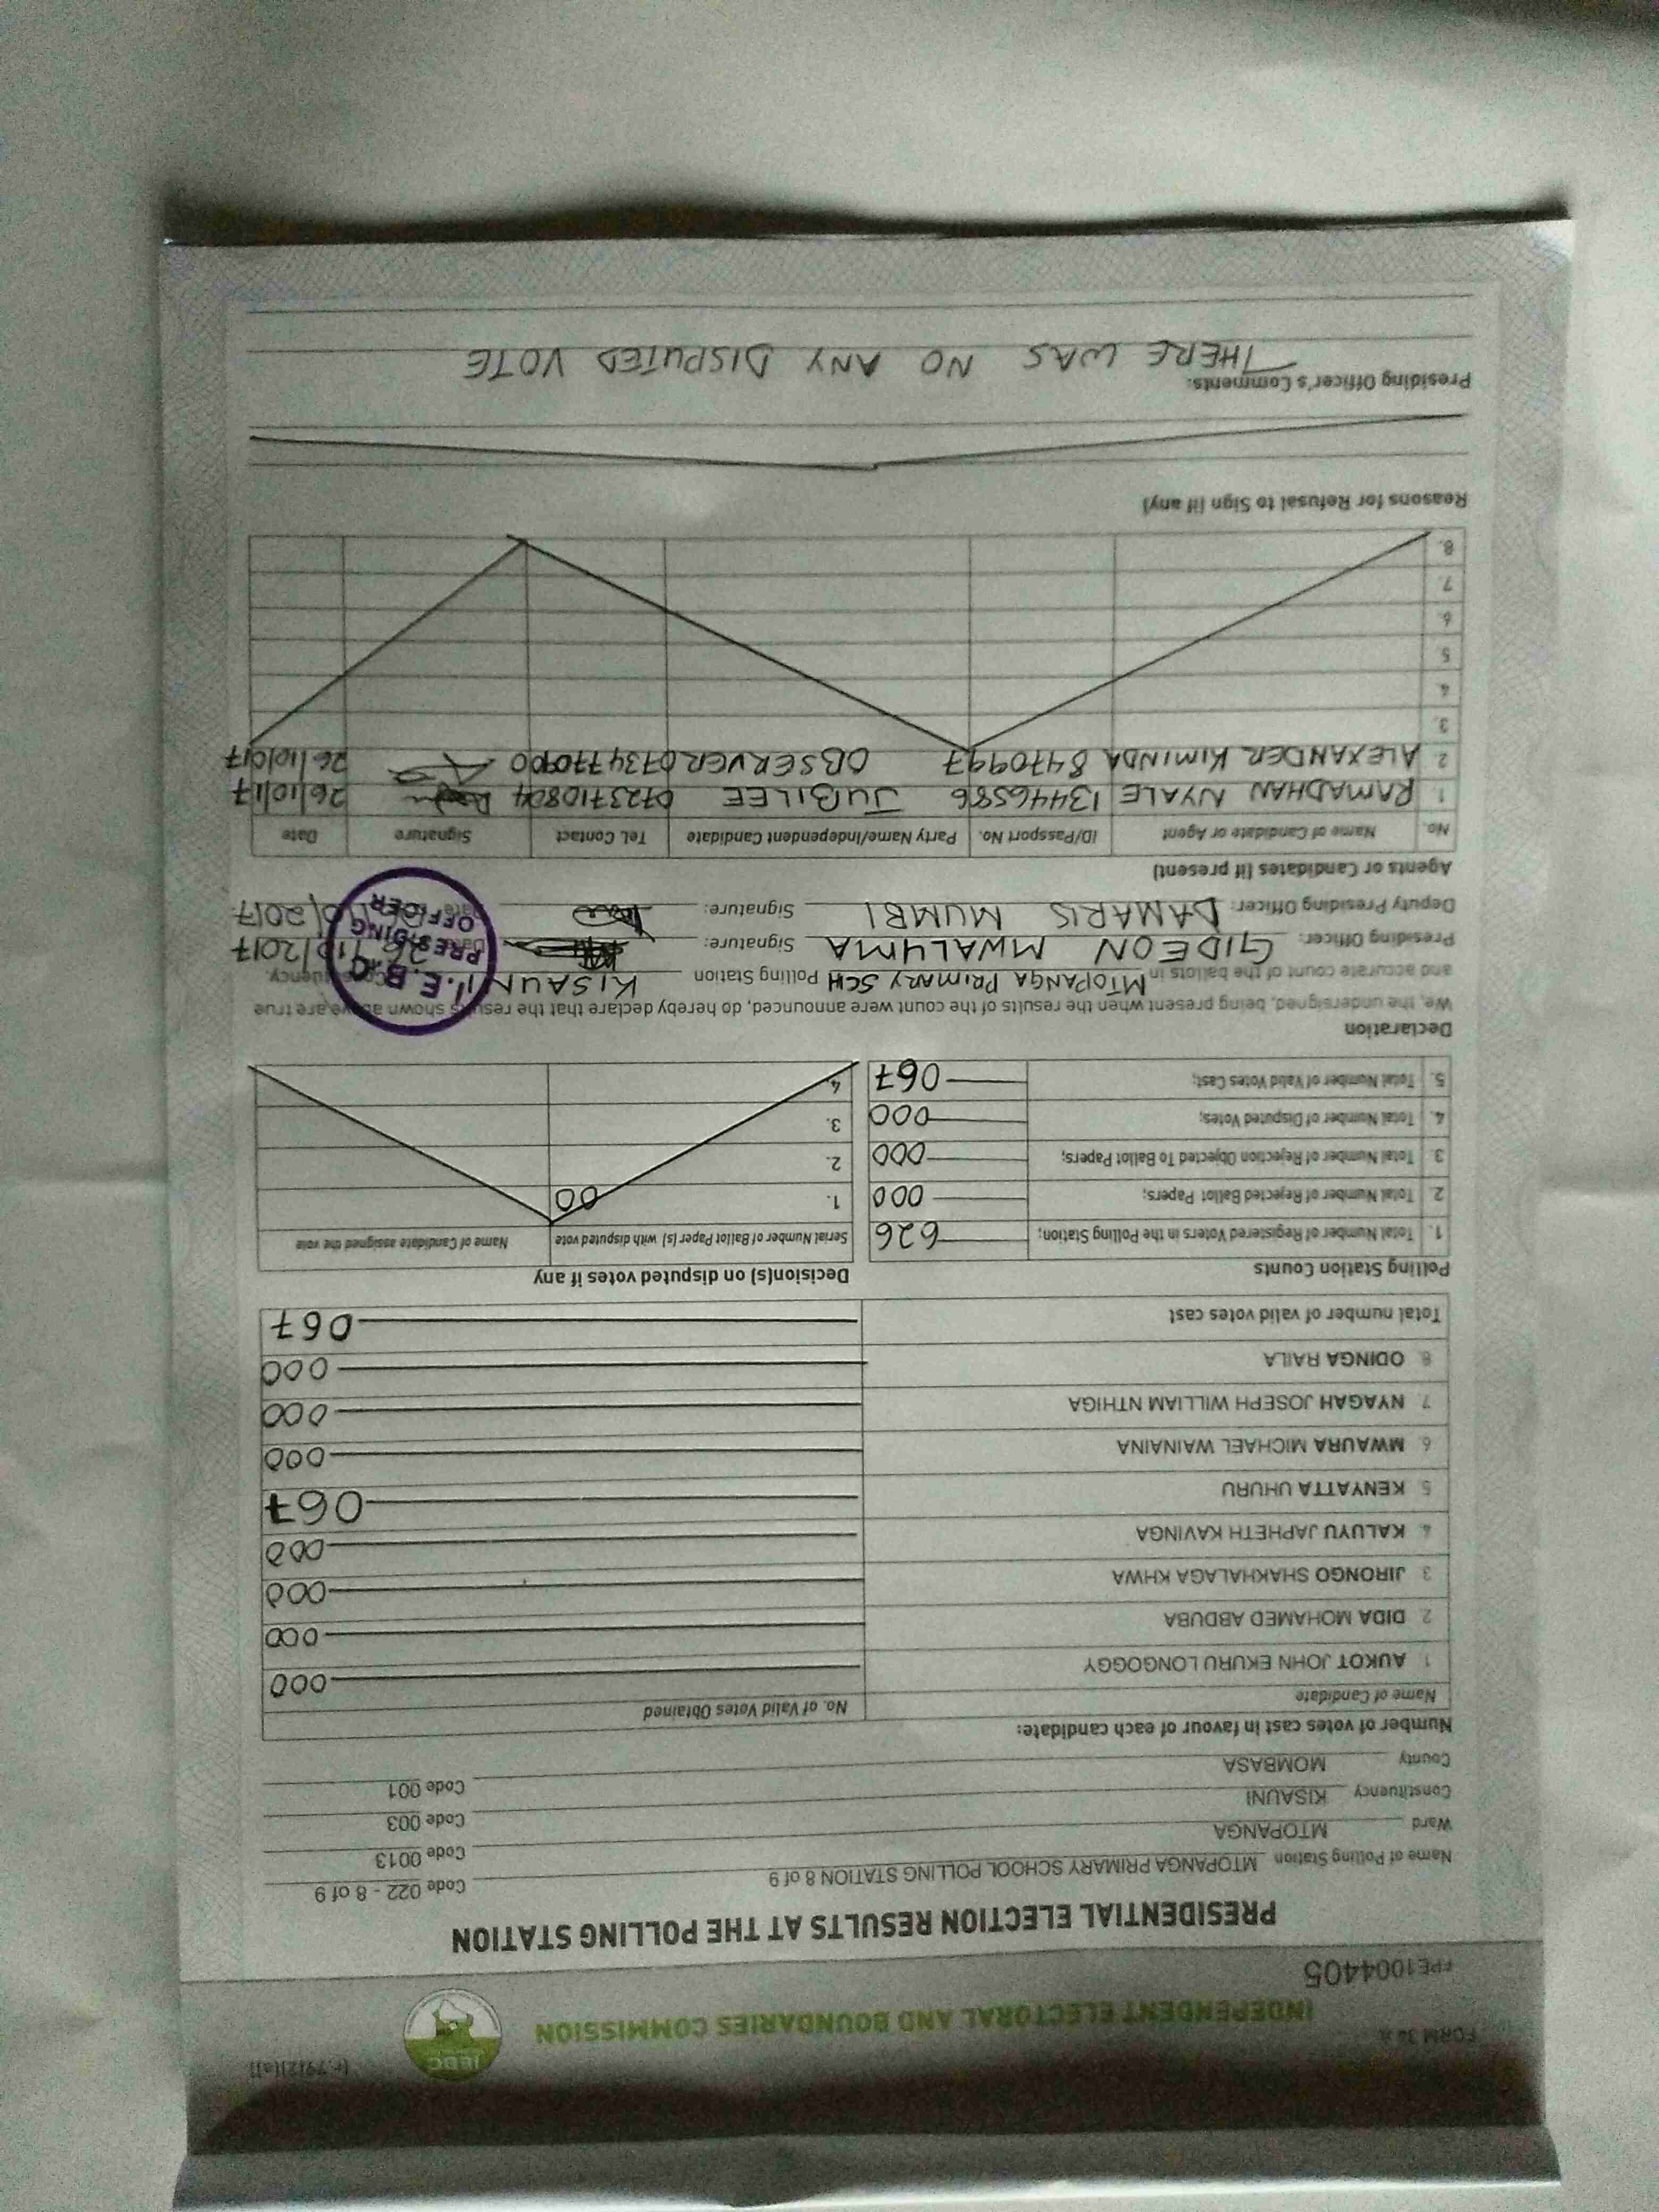 FORM 34 A
(r.79(2)(a))
INDEPENDENT ELECTORAL AND BOUNDARIES COMMISSION
IEBC
PPE1004405
PRESIDENTIAL ELECTION RESULTS AT THE POLLING STATION
Name of Polling Station MTOPANGA PRIMARY SCHOOL POLLING STATION 8 of 9 Code 022 - 8 of 9
Ward MTOPANGA Code 0013
Constituency KISAUNI Code 003
County MOMBASA Code 001
Number of votes cast in favour of each candidate:
Name of Candidate No. of Valid Votes Obtained
1 AUKOT JOHN EKURU LONGOGGY 000
2 DIDA MOHAMED ABDUBA 000
3 JIRONGO SHAKHALAGA KHWA 000
4 KALUYU JAPHETH KAVINGA 000
5 KENYATTA UHURU 067
6 MWAURA MICHAEL WAINAINA 000
7 NYAGAH JOSEPH WILLIAM NTHIGA 000
8 ODINGA RAILA 000
Total number of valid votes cast 067
Polling Station Counts
1. Total Number of Registered Voters in the Polling Station; 626
2. Total Number of Rejected Ballot Papers; 000
3. Total Number of Rejection Objected To Ballot Papers; 000
4. Total Number of Disputed Votes; 000
5. Total Number of Valid Votes Cast; 067
Decision(s) on disputed votes if any
Serial Number of Ballot Paper (s) with disputed vote Name of Candidate assigned the vote
1. 00
2.
3.
4.
Declaration
We, the undersigned, being present when the results of the count were announced, do hereby declare that the results shown above are true
and accurate count of the ballots in MTOPANGA PRIMARY SCH Polling Station KISAUNI Constituency.
Presiding Officer: GIDEON MWALUMA Signature: Date 26/10/2017
Deputy Presiding Officer: DAMARIS MUMBI Signature: Date 26/10/2017
I.E.B.C
PRESIDING
OFFICER
Agents or Candidates (if present)
No. Name of Candidate or Agent ID/Passport No. Party Name/Independent Candidate Tel. Contact Signature Date
1 RAMADHAN NYALE 13446586 JUBILEE 0723710804 26/10/17
2. ALEXANDER KIMINDA 8470997 OBSERVER 0734770900 26/10/017
3.
4
5
6
7
8.
Reasons for Refusal to Sign (if any)
Presiding Officer's Comments:
THERE WAS NO ANY DISPUTED VOTE